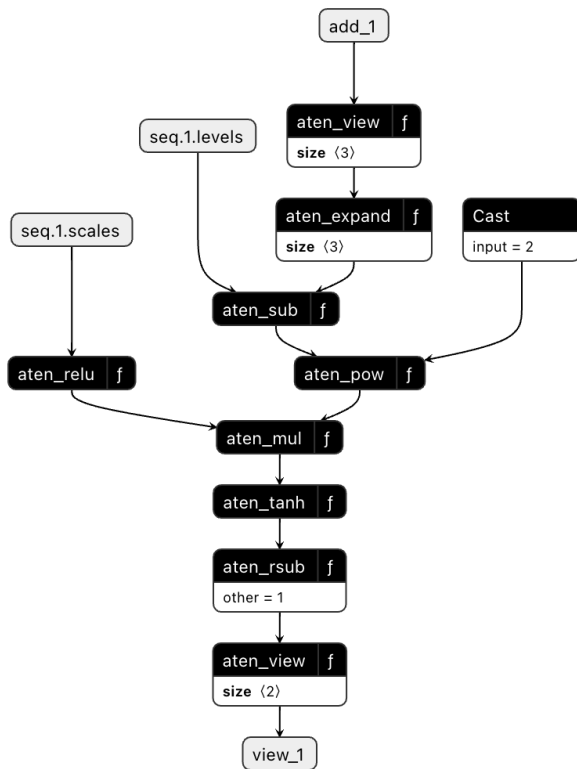 add_1
aten_view ƒ
size ⟨3⟩
seq.1.levels
aten_expand ƒ
size ⟨3⟩
Cast
input = 2
seq.1.scales
aten_sub ƒ
aten_relu ƒ
aten_pow ƒ
aten_mul ƒ
aten_tanh ƒ
aten_rsub ƒ
other = 1
aten_view ƒ
size ⟨2⟩
view_1